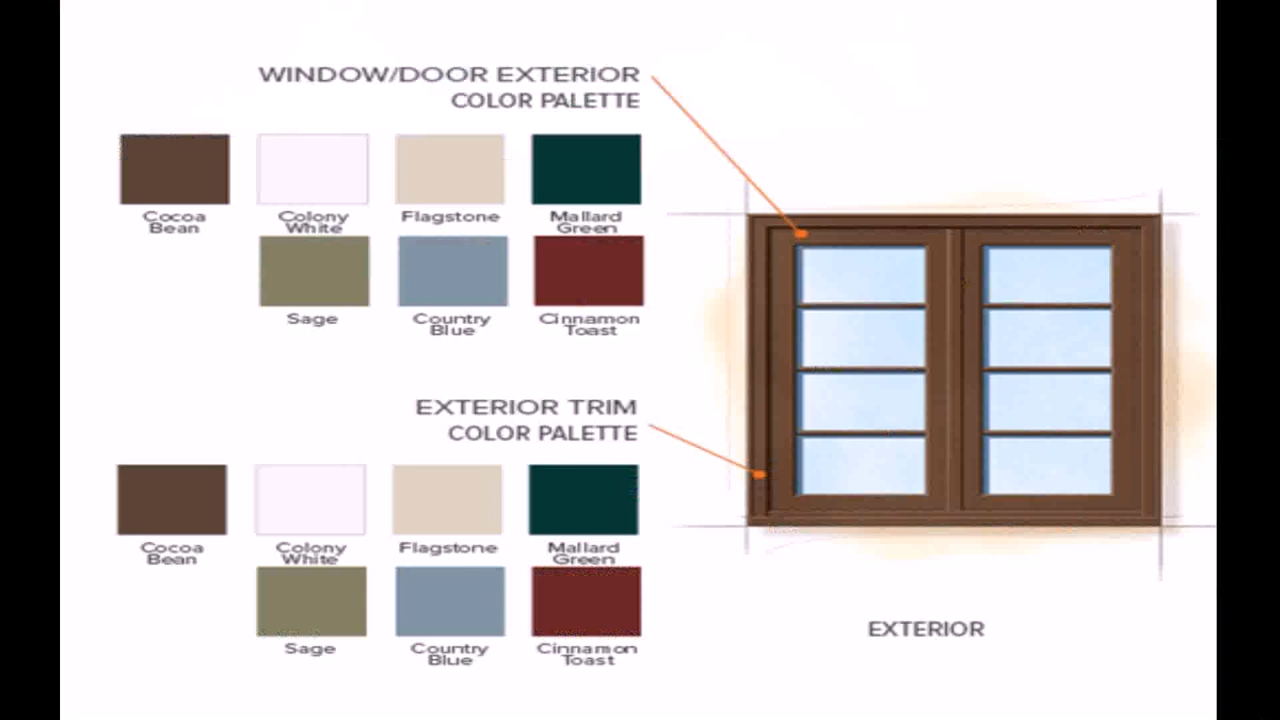 WINDOW/DOOR EXTERIOR
COLOR PALETTE
Cocoa Bean
Colony White
Flagstone
Mallard Green
Sage
Country Blue
Cinnamon Toast
EXTERIOR TRIM
COLOR PALETTE
Cocoa Bean
Colony White
Flagstone
Mallard Green
Sage
Country Blue
Cinnamon Toast
EXTERIOR